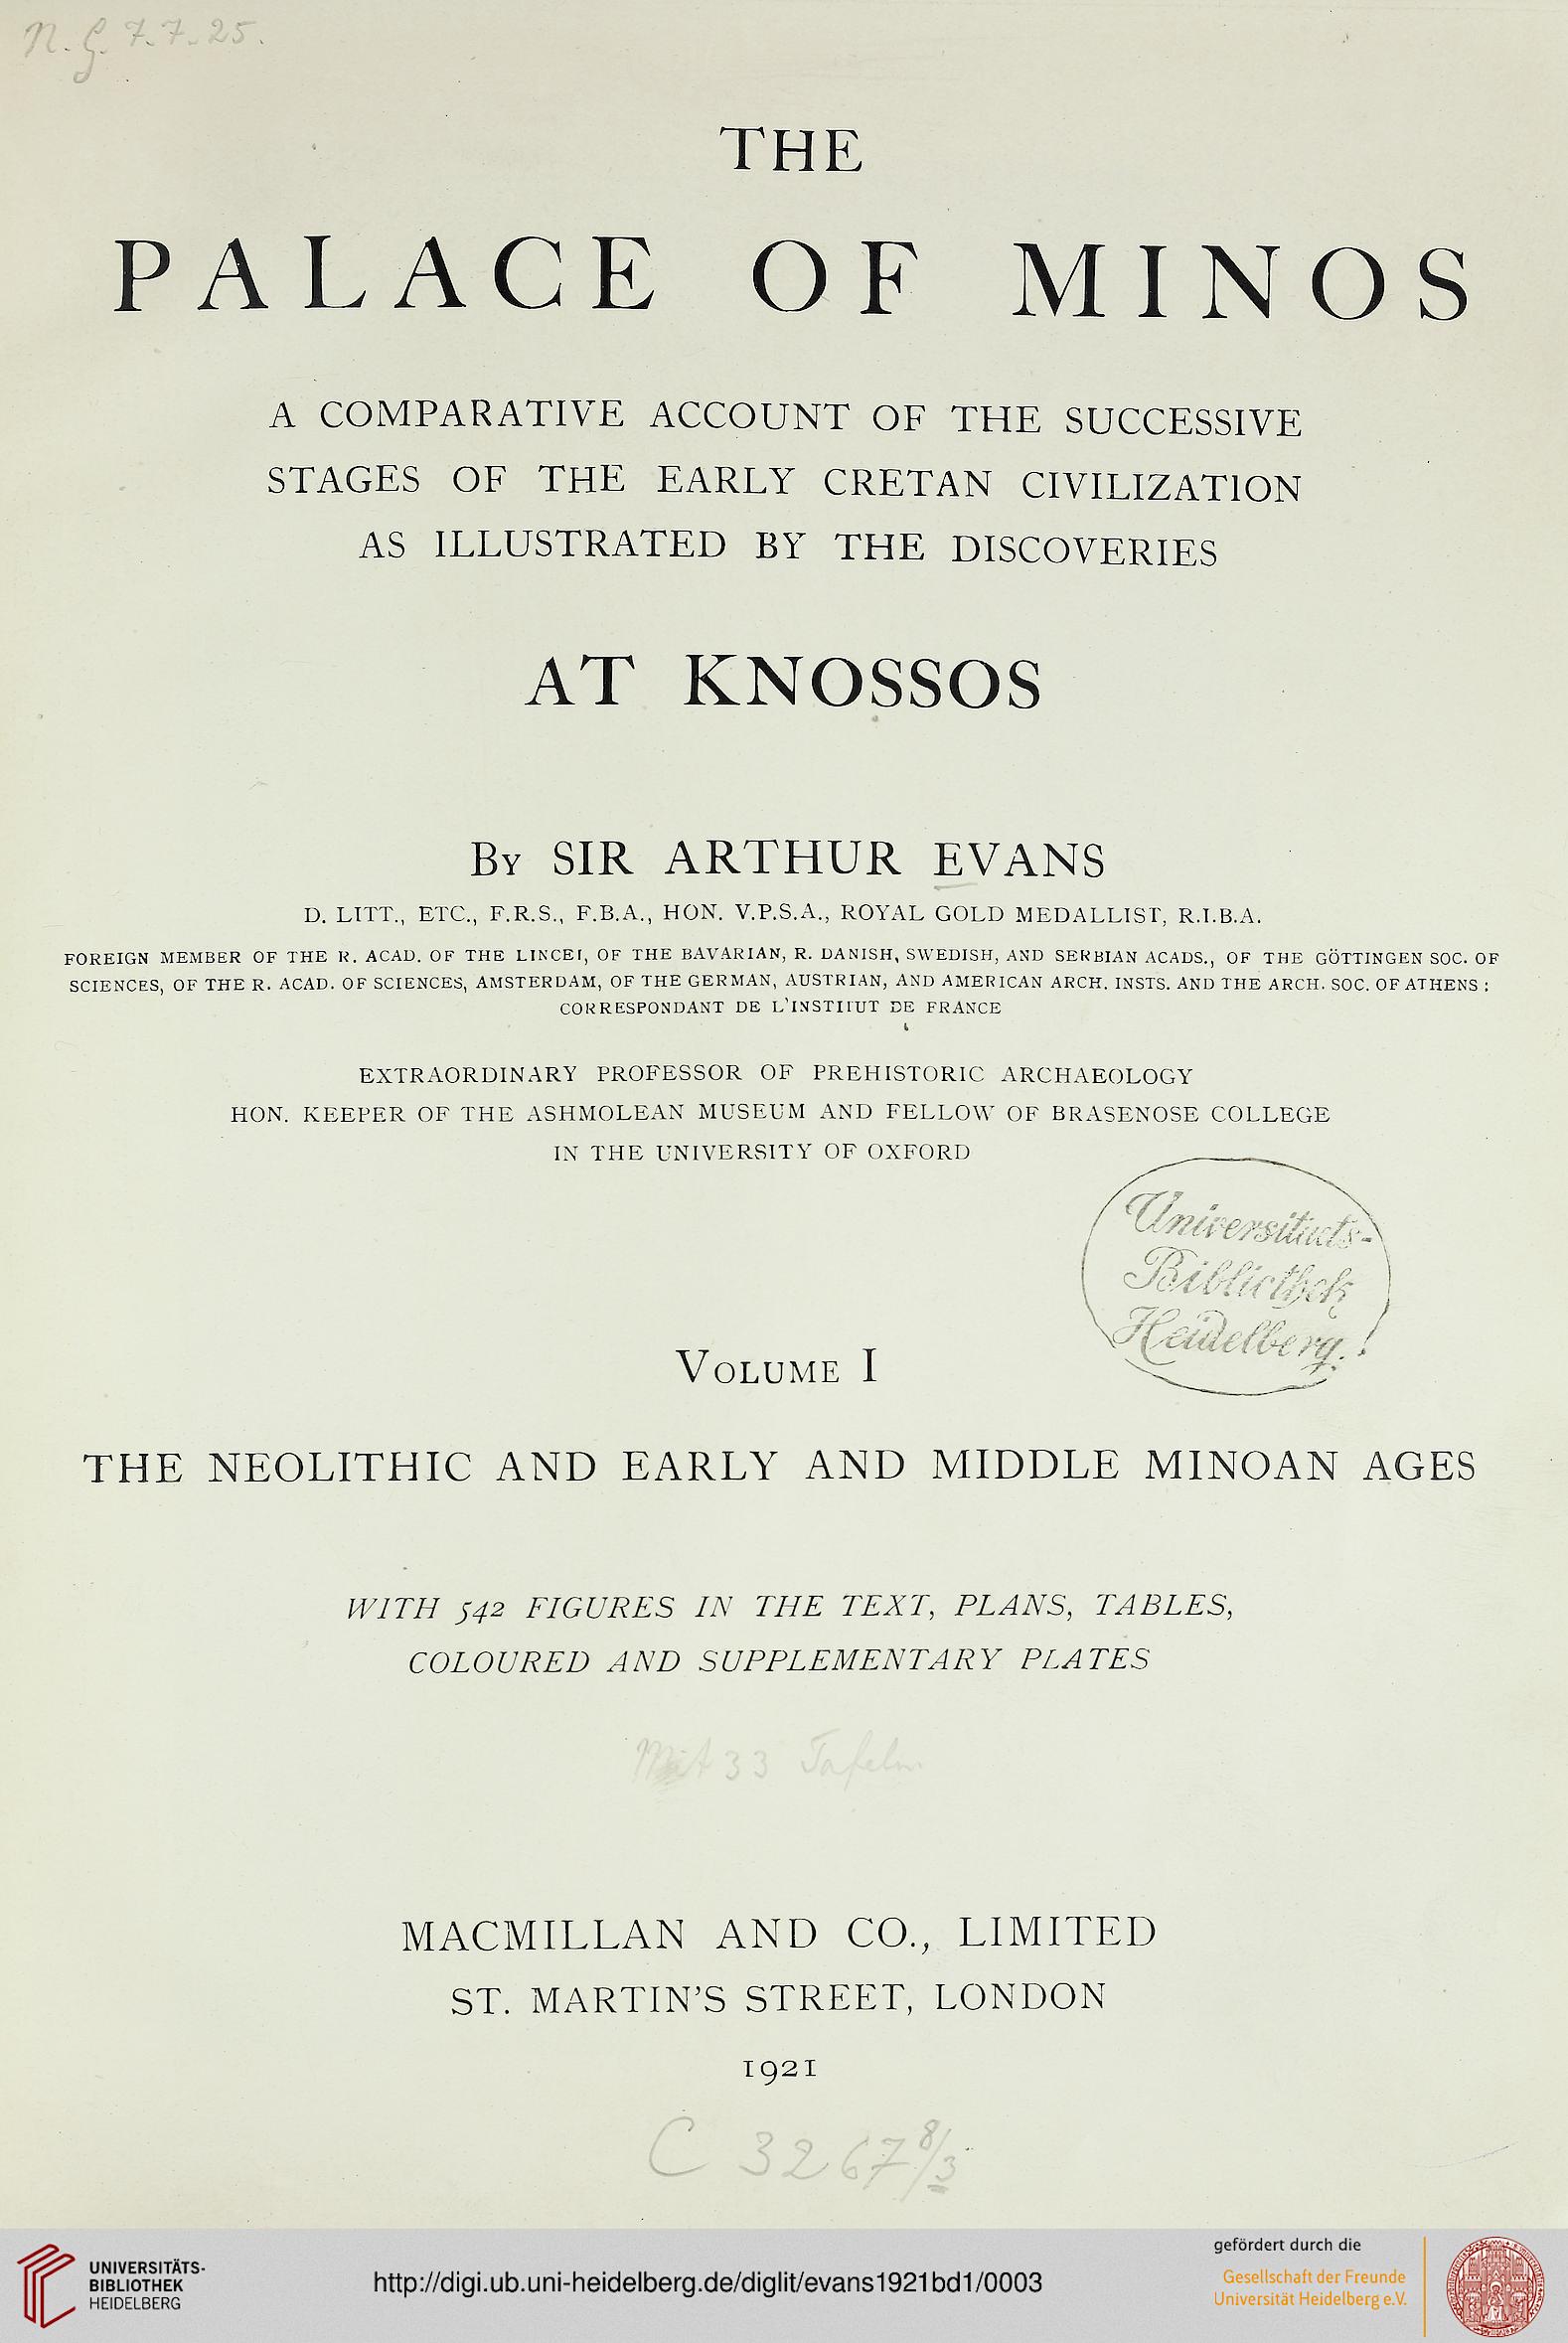 N. G. 7.7.25.
THE
PALACE OF MINOS
A COMPARATIVE ACCOUNT OF THE SUCCESSIVE
STAGES OF THE EARLY CRETAN CIVILIZATION
AS ILLUSTRATED BY THE DISCOVERIES
AT KNOSSOS
By SIR ARTHUR EVANS
D. LITT., ETC., F.R.S., F.B.A., HON. V.P.S.A., ROYAL GOLD MEDALLIST, R.I.B.A.
FOREIGN MEMBER OF THE R. ACAD. OF THE LINCEI, OF THE BAVARIAN, R. DANISH, SWEDISH, AND SERBIAN ACADS., OF THE GÖTTINGEN SOC. OF
SCIENCES, OF THE R. ACAD. OF SCIENCES, AMSTERDAM, OF THE GERMAN, AUSTRIAN, AND AMERICAN ARCH. INSTS. AND THE ARCH. SOC. OF ATHENS :
CORRESPONDANT DE L'INSTITUT DE FRANCE
EXTRAORDINARY PROFESSOR OF PREHISTORIC ARCHAEOLOGY
HON. KEEPER OF THE ASHMOLEAN MUSEUM AND FELLOW OF BRASENOSE COLLEGE
IN THE UNIVERSITY OF OXFORD
Universitaets-
Bibliothek
Heidelberg.
VOLUME I
THE NEOLITHIC AND EARLY AND MIDDLE MINOAN AGES
WITH 542 FIGURES IN THE TEXT, PLANS, TABLES,
COLOURED AND SUPPLEMENTARY PLATES
Mit 33 Tafeln
MACMILLAN AND CO., LIMITED
ST. MARTIN'S STREET, LONDON
1921
C 3267 8/3
UNIVERSITÄTS-
BIBLIOTHEK
HEIDELBERG
http://digi.ub.uni-heidelberg.de/diglit/evans1921bd1/0003
gefördert durch die
Gesellschaft der Freunde
Universität Heidelberg e.V.